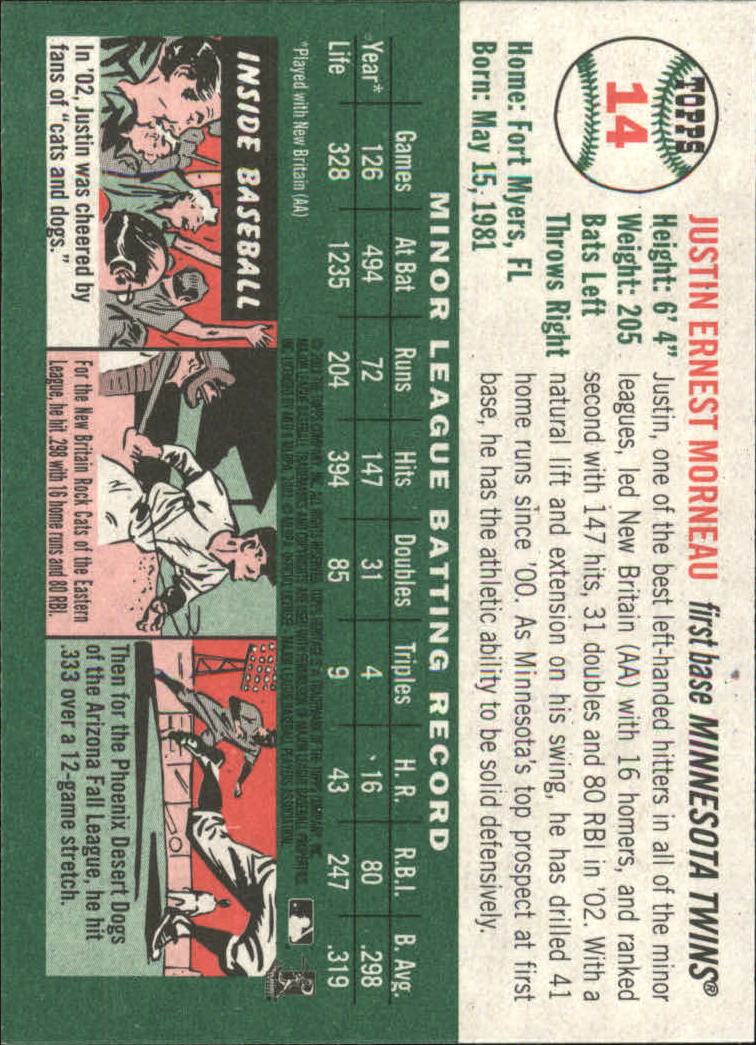 TOPPS
14
JUSTIN ERNEST MORNEAU first base MINNESOTA TWINS®
Height: 6' 4"
Weight: 205
Bats Left
Throws Right
Home: Fort Myers, FL
Born: May 15, 1981
Justin, one of the best left-handed hitters in all of the minor
leagues, led New Britain (AA) with 16 homers, and ranked
second with 147 hits, 31 doubles and 80 RBI in '02. With a
natural lift and extension on his swing, he has drilled 41
home runs since '00. As Minnesota's top prospect at first
base, he has the athletic ability to be solid defensively.
MINOR LEAGUE BATTING RECORD
Games At Bat Runs Hits Doubles Triples H. R. R.B.I. B. Avg.
Year* 126 494 72 147 31 4 16 80 .298
Life 328 1235 204 394 85 9 43 247 .319
*Played with New Britain (AA)
INSIDE BASEBALL
In '02, Justin was cheered by
fans of "cats and dogs."
For the New Britain Rock Cats of the Eastern
League, he hit .298 with 16 home runs and 80 RBI.
Then for the Phoenix Desert Dogs
of the Arizona Fall League, he hit
.333 over a 12-game stretch.